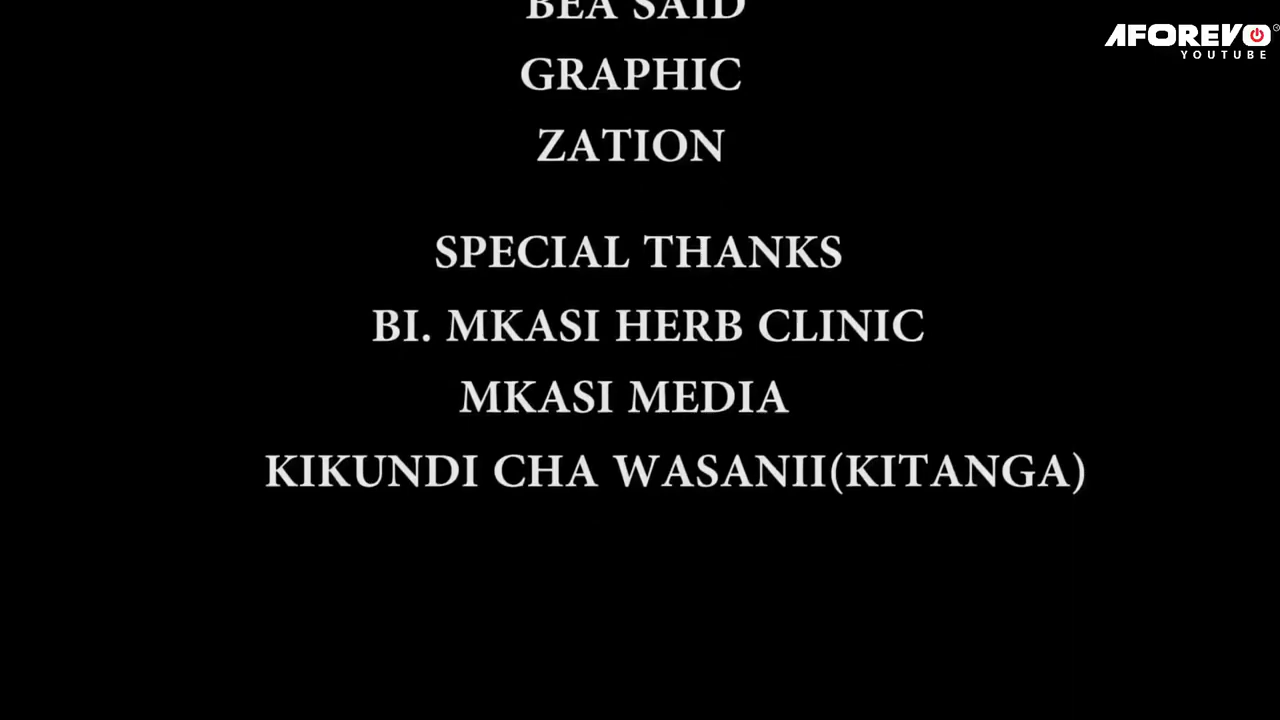 BEA SAID
GRAPHIC
ZATION
SPECIAL THANKS
BI. MKASI HERB CLINIC
MKASI MEDIA
KIKUNDI CHA WASANII(KITANGA)
AFOREVO
YOUTUBE